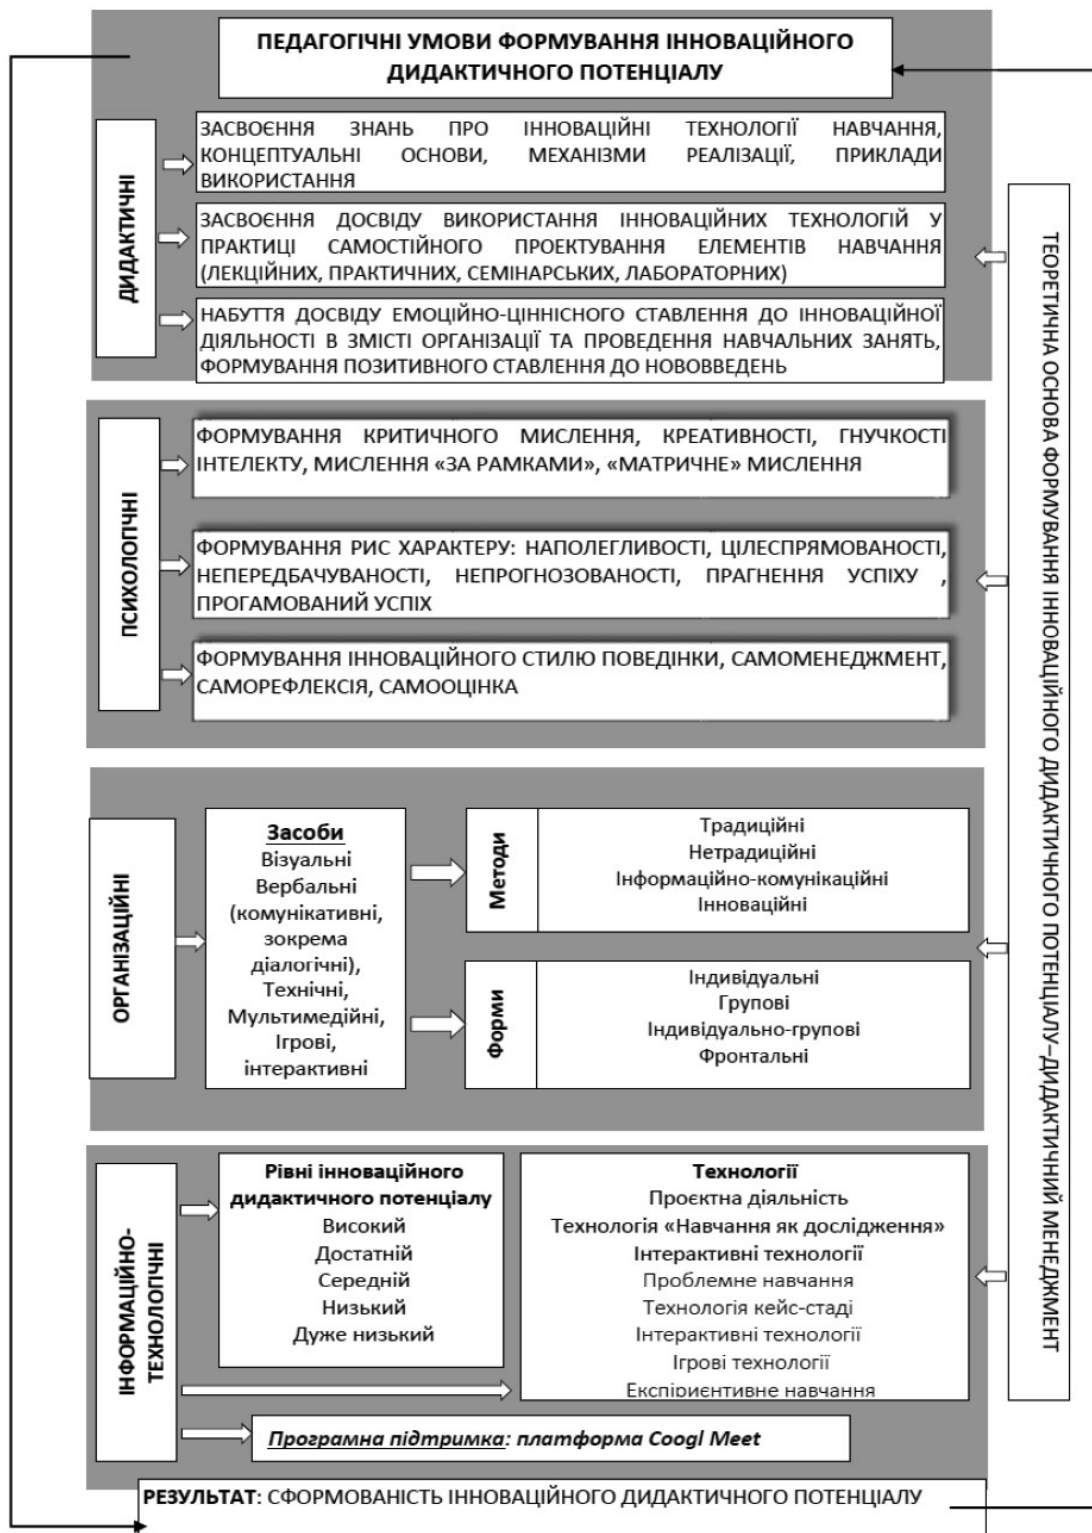 ПЕДАГОГІЧНІ УМОВИ ФОРМУВАННЯ ІННОВАЦІЙНОГО
ДИДАКТИЧНОГО ПОТЕНЦІАЛУ
ДИДАКТИЧНІ
ЗАСВОЄННЯ ЗНАНЬ ПРО ІННОВАЦІЙНІ ТЕХНОЛОГІЇ НАВЧАННЯ,
КОНЦЕПТУАЛЬНІ ОСНОВИ, МЕХАНІЗМИ РЕАЛІЗАЦІЇ, ПРИКЛАДИ
ВИКОРИСТАННЯ
ЗАСВОЄННЯ ДОСВІДУ ВИКОРИСТАННЯ ІННОВАЦІЙНИХ ТЕХНОЛОГІЙ У
ПРАКТИЦІ САМОСТІЙНОГО ПРОЕКТУВАННЯ ЕЛЕМЕНТІВ НАВЧАННЯ
(ЛЕКЦІЙНИХ, ПРАКТИЧНИХ, СЕМІНАРСЬКИХ, ЛАБОРАТОРНИХ)
НАБУТТЯ ДОСВІДУ ЕМОЦІЙНО-ЦІННІСНОГО СТАВЛЕННЯ ДО ІННОВАЦІЙНОЇ
ДІЯЛЬНОСТІ В ЗМІСТІ ОРГАНІЗАЦІЇ ТА ПРОВЕДЕННЯ НАВЧАЛЬНИХ ЗАНЯТЬ,
ФОРМУВАННЯ ПОЗИТИВНОГО СТАВЛЕННЯ ДО НОВОВВЕДЕНЬ
ПСИХОЛОГІЧНІ
ФОРМУВАННЯ КРИТИЧНОГО МИСЛЕННЯ, КРЕАТИВНОСТІ, ГНУЧКОСТІ
ІНТЕЛЕКТУ, МИСЛЕННЯ «ЗА РАМКАМИ», «МАТРИЧНЕ» МИСЛЕННЯ
ФОРМУВАННЯ РИС ХАРАКТЕРУ: НАПОЛЕГЛИВОСТІ, ЦІЛЕСПРЯМОВАНОСТІ,
НЕПЕРЕДБАЧУВАНОСТІ, НЕПРОГНОЗОВАНОСТІ, ПРАГНЕННЯ УСПІХУ ,
ПРОГАМОВАНИЙ УСПІХ
ФОРМУВАННЯ ІННОВАЦІЙНОГО СТИЛЮ ПОВЕДІНКИ, САМОМЕНЕДЖМЕНТ,
САМОРЕФЛЕКСІЯ, САМООЦІНКА
ОРГАНІЗАЦІЙНІ
Засоби
Візуальні
Вербальні
(комунікативні,
зокрема
діалогічні),
Технічні,
Мультимедійні,
Ігрові,
інтерактивні
Методи
Традиційні
Нетрадиційні
Інформаційно-комунікаційні
Інноваційні
Форми
Індивідуальні
Групові
Індивідуально-групові
Фронтальні
ІНФОРМАЦІЙНО-
ТЕХНОЛОГІЧНІ
Рівні інноваційного
дидактичного потенціалу
Високий
Достатній
Середній
Низький
Дуже низький
Технології
Проєктна діяльність
Технологія «Навчання як дослідження»
Інтерактивні технології
Проблемне навчання
Технологія кейс-стаді
Інтерактивні технології
Ігрові технології
Експірієнтивне навчання
Програмна підтримка: платформа Coogl Meet
РЕЗУЛЬТАТ: СФОРМОВАНІСТЬ ІННОВАЦІЙНОГО ДИДАКТИЧНОГО ПОТЕНЦІАЛУ
ТЕОРЕТИЧНА ОСНОВА ФОРМУВАННЯ ІННОВАЦІЙНОГО ДИДАКТИЧНОГО ПОТЕНЦІАЛУ–ДИДАКТИЧНИЙ МЕНЕДЖМЕНТ